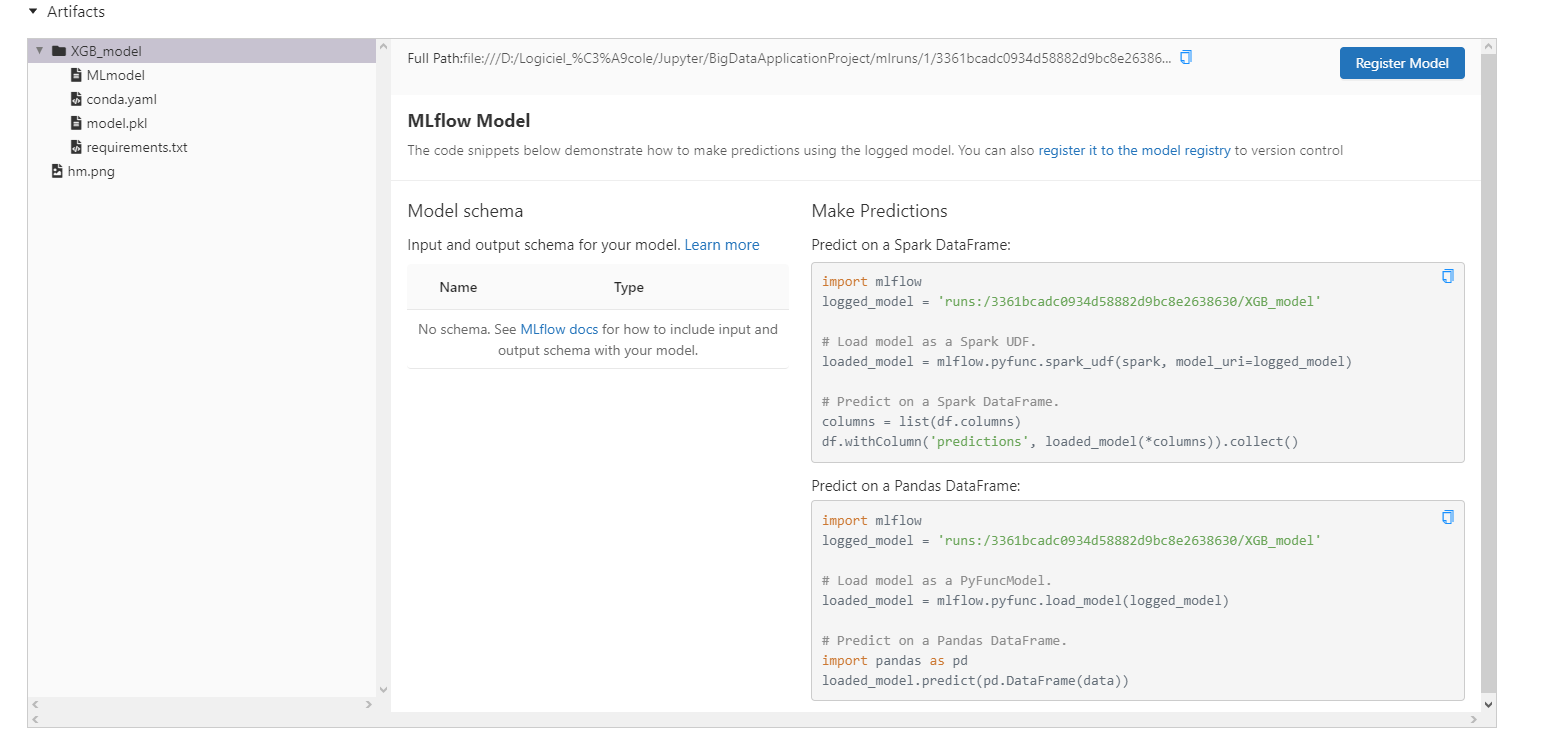 Artifacts
XGB_model
MLmodel
conda.yaml
model.pkl
requirements.txt
hm.png
Full Path:file:///D:/Logiciel_%C3%A9cole/Jupyter/BigDataApplicationProject/mlruns/1/3361bcadc0934d58882d9bc8e26386...
Register Model
MLflow Model
The code snippets below demonstrate how to make predictions using the logged model. You can also register it to the model registry to version control
Model schema
Input and output schema for your model. Learn more
Name Type
No schema. See MLflow docs for how to include input and
output schema with your model.
Make Predictions
Predict on a Spark DataFrame:
import mlflow
logged_model = 'runs:/3361bcadc0934d58882d9bc8e2638630/XGB_model'
# Load model as a Spark UDF.
loaded_model = mlflow.pyfunc.spark_udf(spark, model_uri=logged_model)
# Predict on a Spark DataFrame.
columns = list(df.columns)
df.withColumn('predictions', loaded_model(*columns)).collect()
Predict on a Pandas DataFrame:
import mlflow
logged_model = 'runs:/3361bcadc0934d58882d9bc8e2638630/XGB_model'
# Load model as a PyFuncModel.
loaded_model = mlflow.pyfunc.load_model(logged_model)
# Predict on a Pandas DataFrame.
import pandas as pd
loaded_model.predict(pd.DataFrame(data))